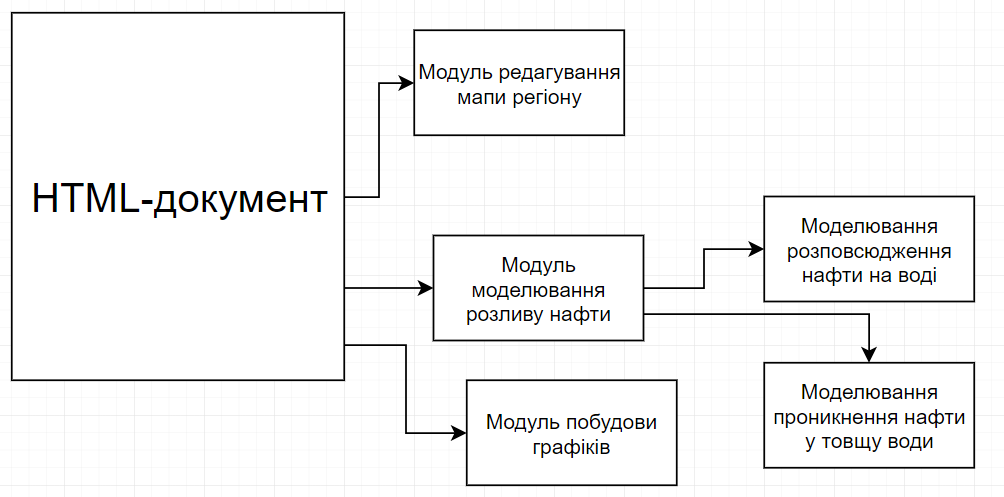 Модуль редагування
мапи регіону
HTML-документ
Моделювання
розповсюдження
нафти на воді
Модуль
моделювання
розливу нафти
Моделювання
проникнення нафти
у товщу води
Модуль побудови
графіків